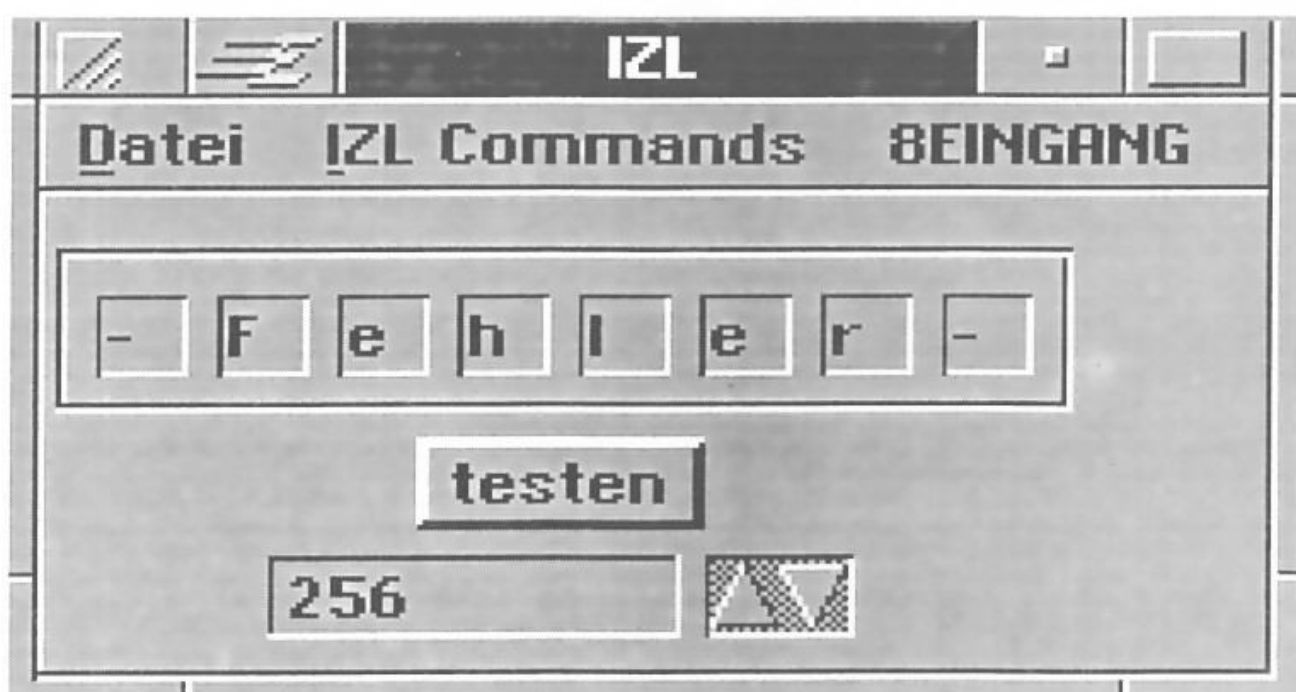 IZL
Datei IZL Commands 8EINGANG
- F e h l e r -
testen
256